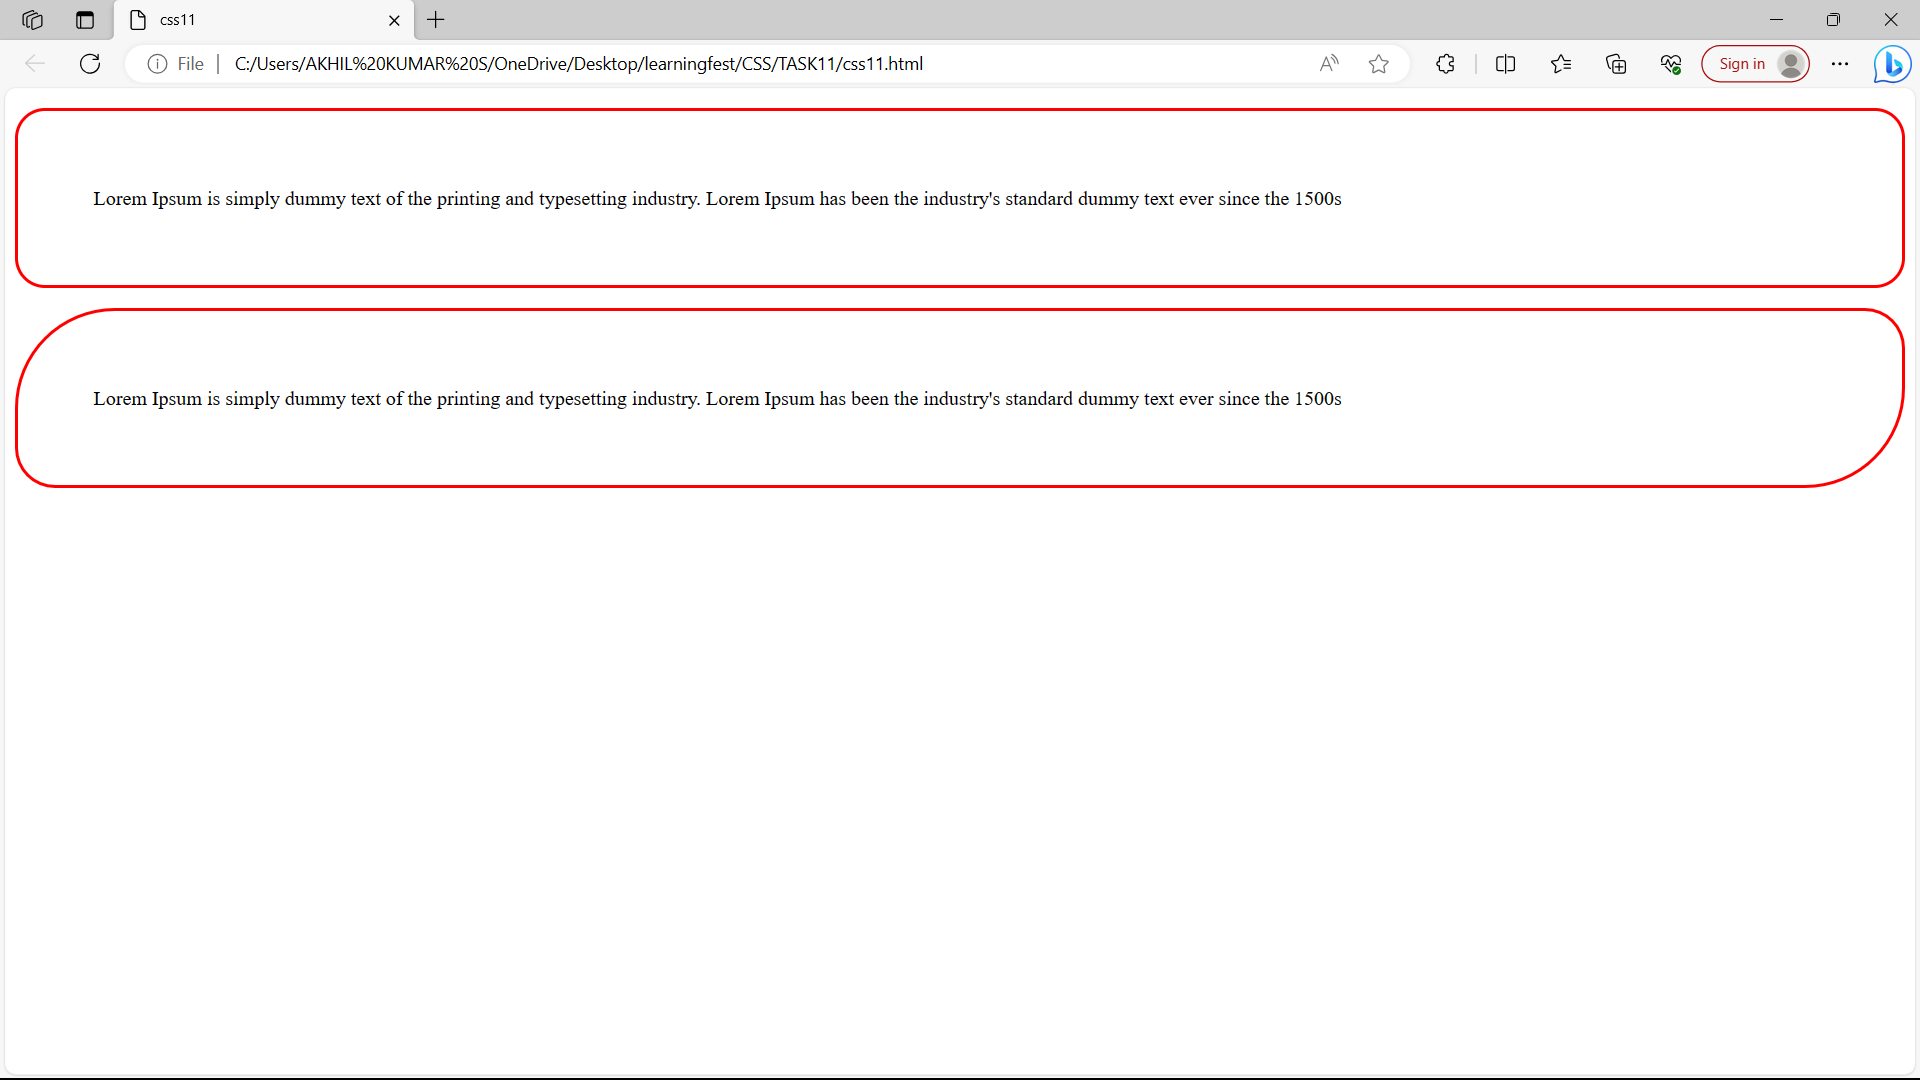 css11
File
C:/Users/AKHIL%20KUMAR%20S/OneDrive/Desktop/learningfest/CSS/TASK11/css11.html
Sign in
Lorem Ipsum is simply dummy text of the printing and typesetting industry. Lorem Ipsum has been the industry's standard dummy text ever since the 1500s
Lorem Ipsum is simply dummy text of the printing and typesetting industry. Lorem Ipsum has been the industry's standard dummy text ever since the 1500s